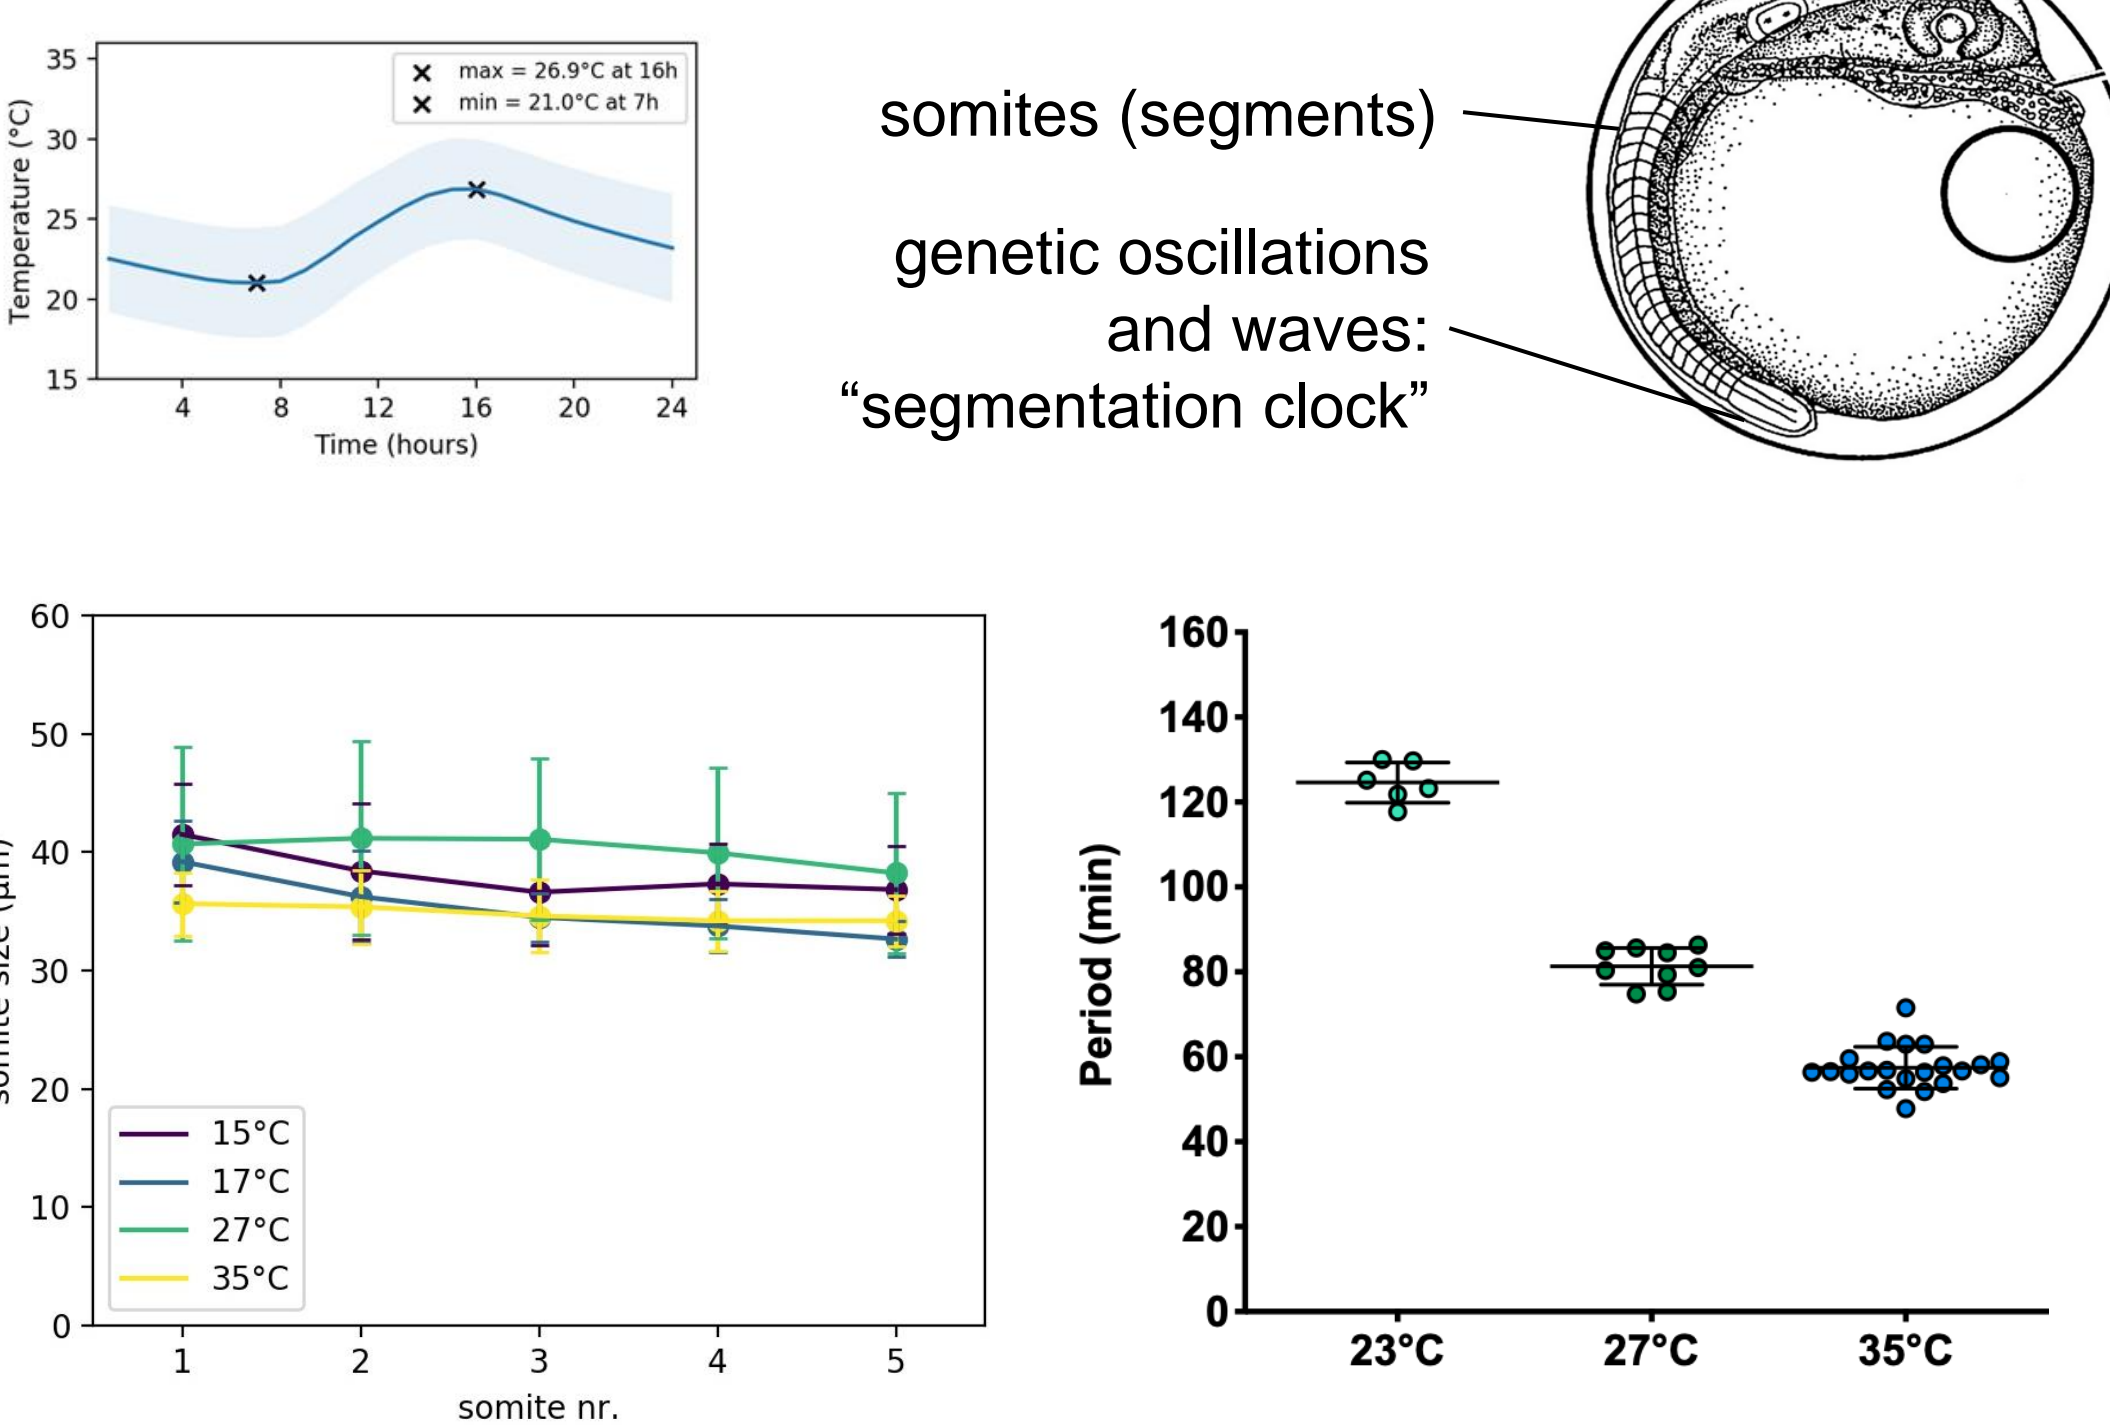 35
30
25
20
15
Temperature (°C)
max = 26.9°C at 16h
min = 21.0°C at 7h
4 8 12 16 20 24
Time (hours)
somites (segments)
genetic oscillations
and waves:
“segmentation clock”
60
50
40
30
20
10
0
somite size (μm)
15°C
17°C
27°C
35°C
1 2 3 4 5
somite nr.
160
140
120
100
80
60
40
20
0
Period (min)
23°C 27°C 35°C